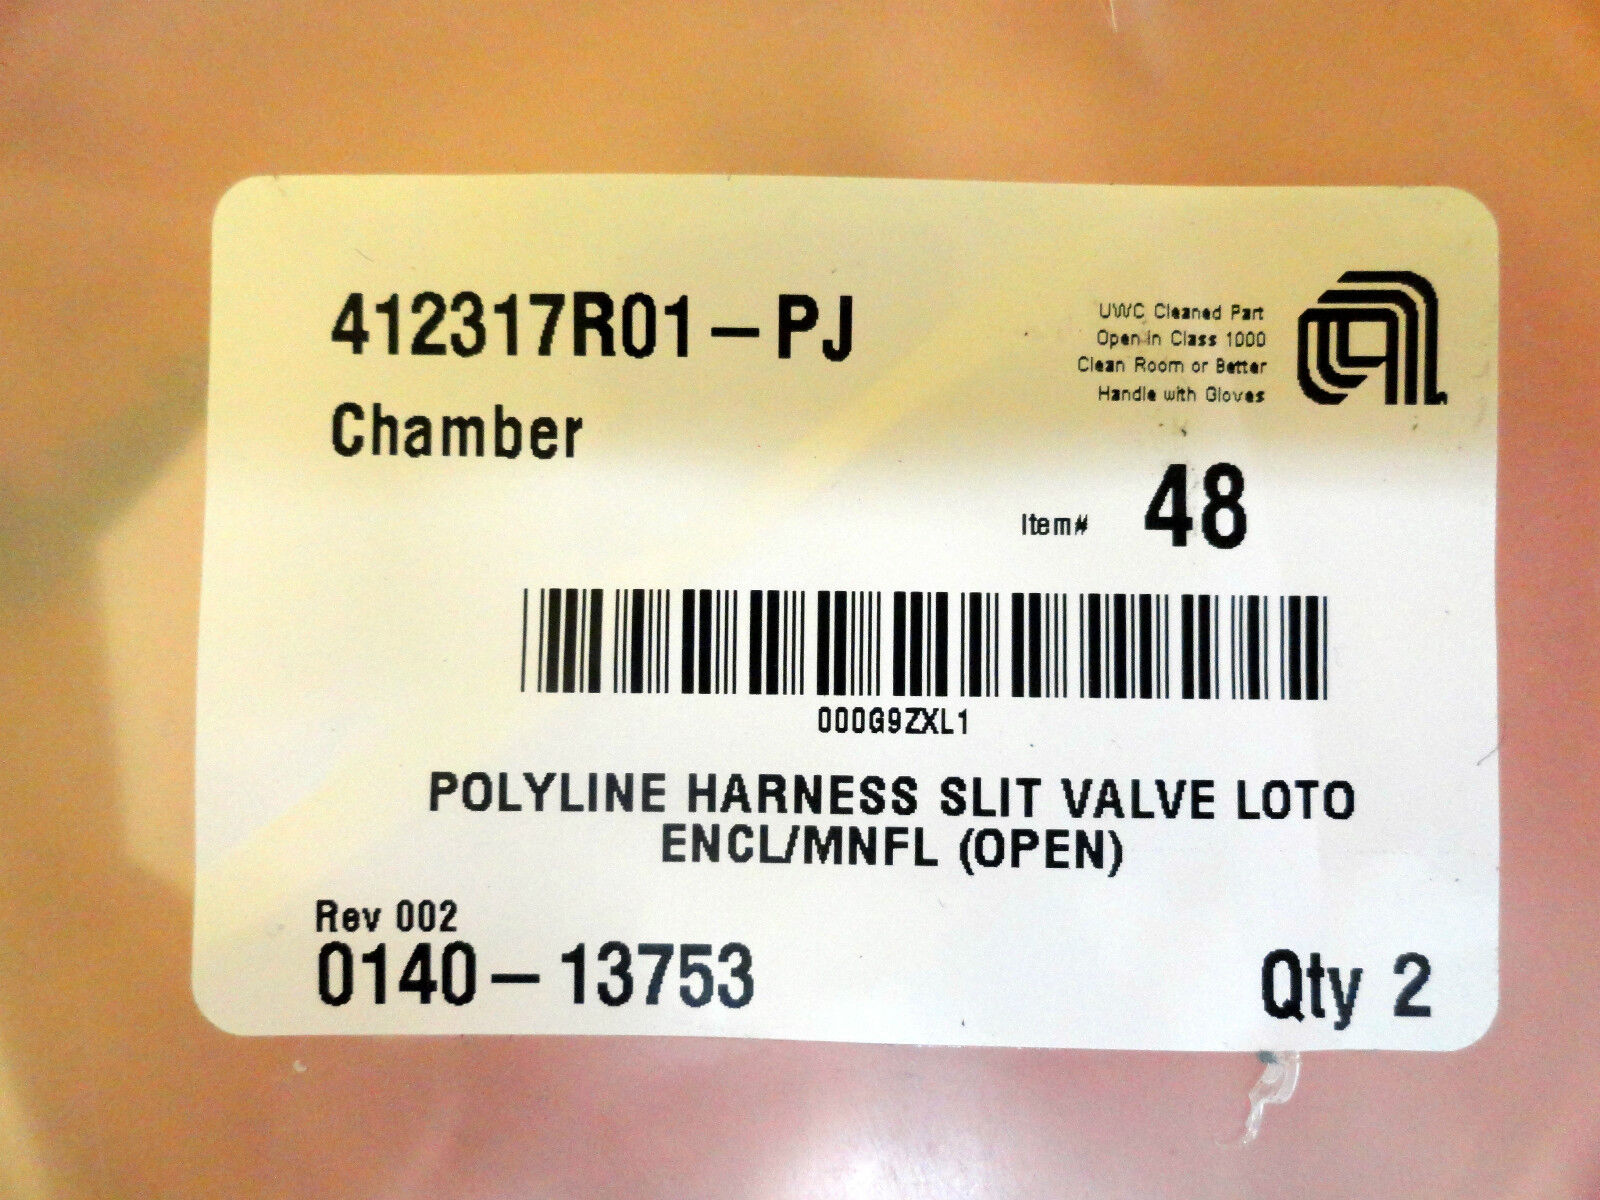 412317R01-PJ
Chamber
UWC Cleaned Part
Open in Class 1000
Clean Room or Better
Handle with Gloves
Item# 48
000G9ZXL1
POLYLINE HARNESS SLIT VALVE LOTO
ENCL/MNFL (OPEN)
Rev 002
0140-13753
Qty 2